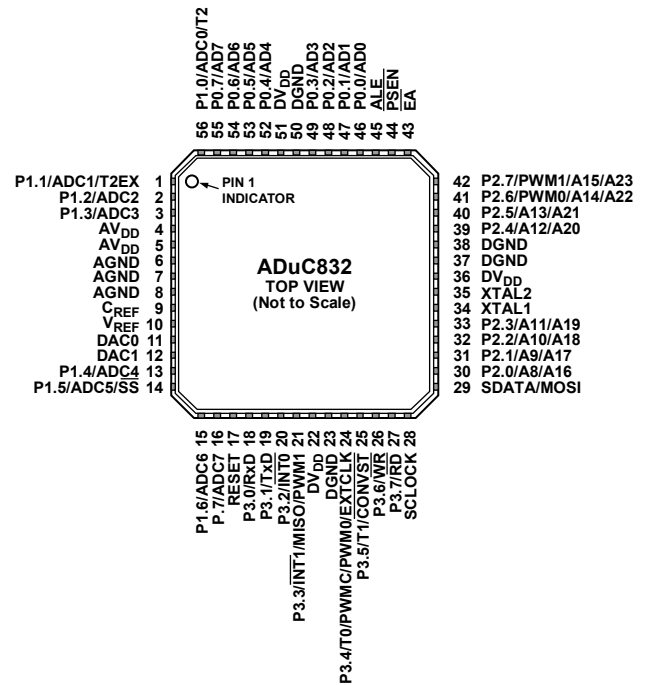 56 P1.0/ADC0/T2
55 P0.7/AD7
54 P0.6/AD6
53 P0.5/AD5
52 P0.4/AD4
51 DVDD
50 DGND
49 P0.3/AD3
48 P0.2/AD2
47 P0.1/AD1
46 P0.0/AD0
45 ALE
44 PSEN
43 EA
P1.1/ADC1/T2EX 1
P1.2/ADC2 2
P1.3/ADC3 3
AVDD 4
AVDD 5
AGND 6
AGND 7
AGND 8
CREF 9
VREF 10
DAC0 11
DAC1 12
P1.4/ADC4 13
P1.5/ADC5/SS 14
PIN 1
INDICATOR
ADuC832
TOP VIEW
(Not to Scale)
42 P2.7/PWM1/A15/A23
41 P2.6/PWM0/A14/A22
40 P2.5/A13/A21
39 P2.4/A12/A20
38 DGND
37 DGND
36 DVDD
35 XTAL2
34 XTAL1
33 P2.3/A11/A19
32 P2.2/A10/A18
31 P2.1/A9/A17
30 P2.0/A8/A16
29 SDATA/MOSI
P1.6/ADC6 15
P.7/ADC7 16
RESET 17
P3.0/RxD 18
P3.1/TxD 19
P3.2/INT0 20
P3.3/INT1/MISO/PWM1 21
DVDD 22
DGND 23
P3.4/T0/PWMC/PWM0/EXTCLK 24
P3.5/T1/CONVST 25
P3.6/WR 26
P3.7/RD 27
SCLOCK 28